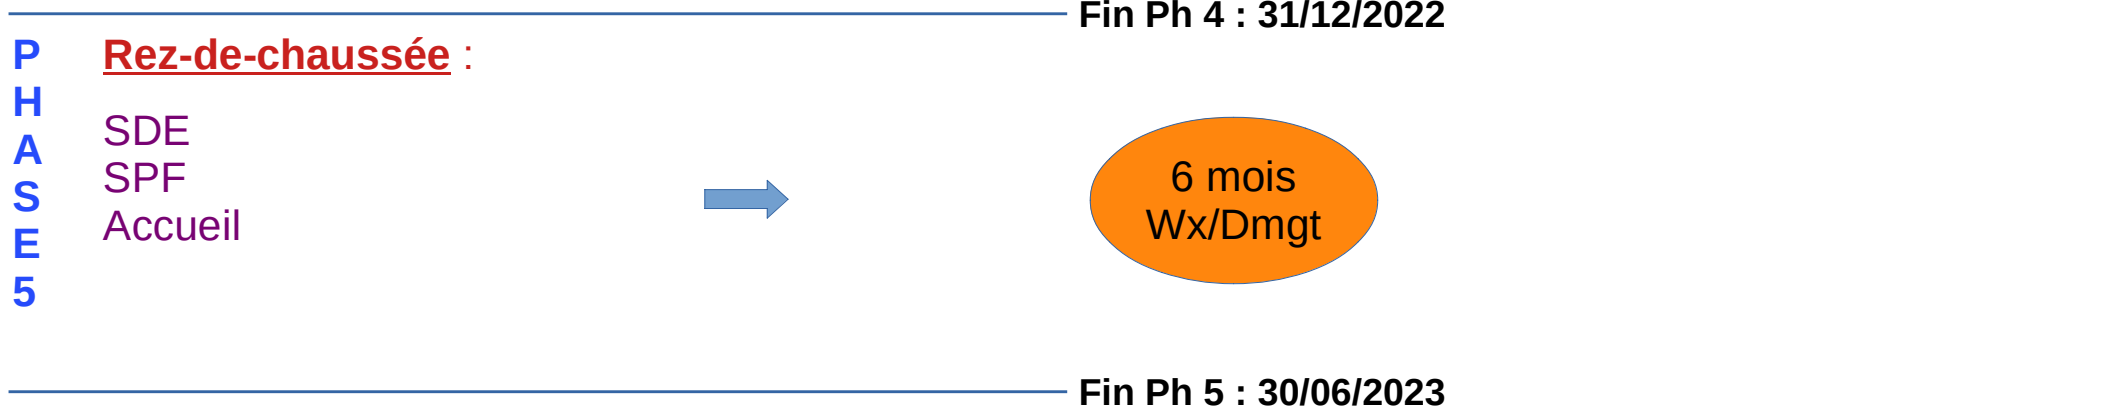 Fin Ph 4 : 31/12/2022
P
H
A
S
E
5
Rez-de-chaussée :
SDE
SPF
Accueil
6 mois
Wx/Dmgt
Fin Ph 5 : 30/06/2023